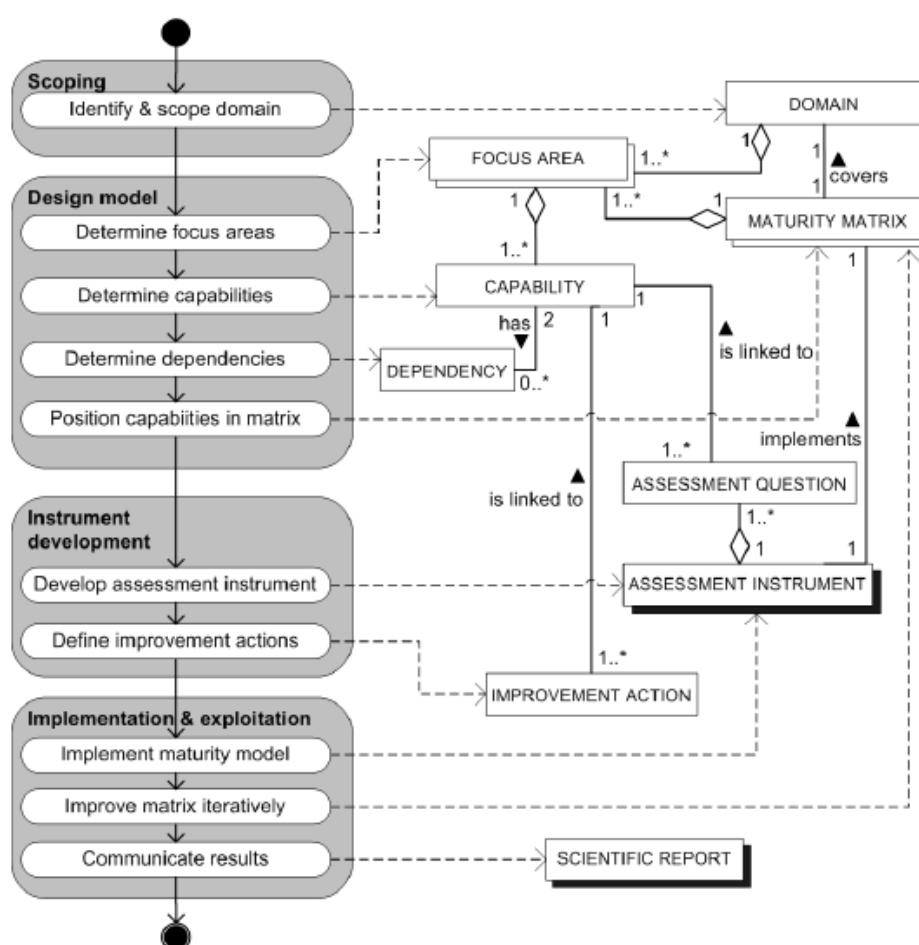 Scoping
Identify & scope domain
Design model
Determine focus areas
Determine capabilities
Determine dependencies
Position capabiities in matrix
Instrument
development
Develop assessment instrument
Define improvement actions
Implementation & exploitation
Implement maturity model
Improve matrix iteratively
Communicate results
DOMAIN
1
1
▲
covers
1
1..*
FOCUS AREA
1
1..*
1
MATURITY MATRIX
1
1..*
CAPABILITY
1
has
▼
2
1
▲
is linked to
DEPENDENCY
0..*
▲
implements
1..*
▲
is linked to
ASSESSMENT QUESTION
1..*
1
1
ASSESSMENT INSTRUMENT
1..*
IMPROVEMENT ACTION
SCIENTIFIC REPORT